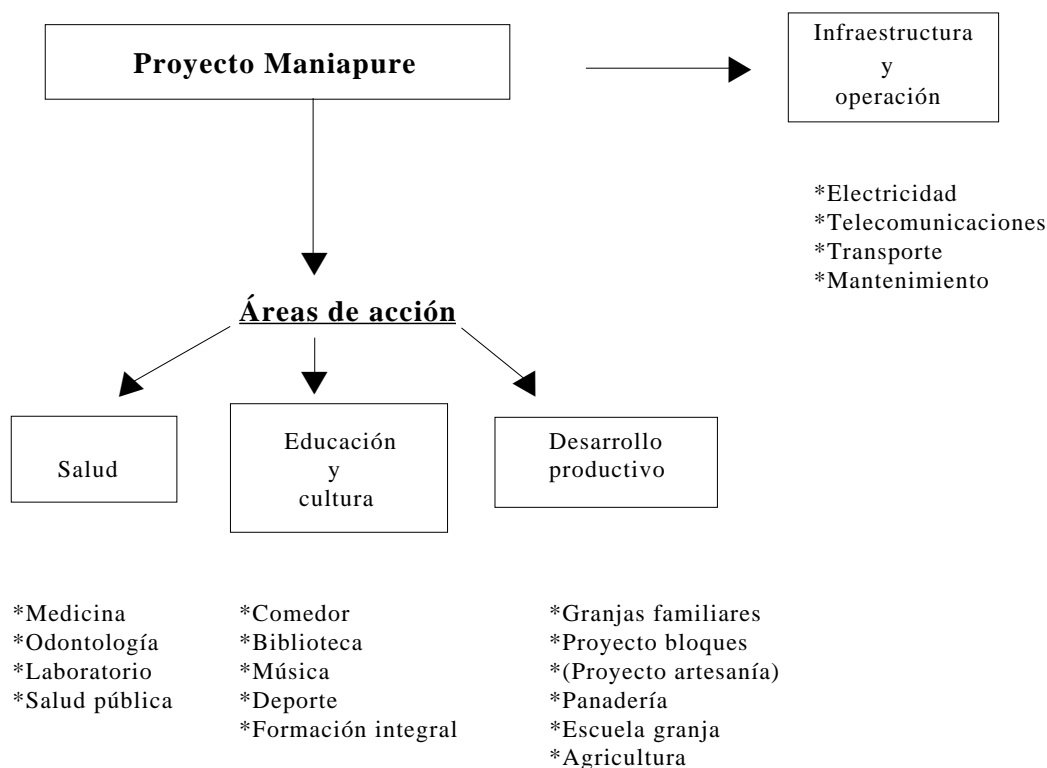 Proyecto Maniapure
Infraestructura
y
operación
*Electricidad
*Telecomunicaciones
*Transporte
*Mantenimiento
Áreas de acción
Salud
Educación
y
cultura
Desarrollo
productivo
*Medicina
*Odontología
*Laboratorio
*Salud pública
*Comedor
*Biblioteca
*Música
*Deporte
*Formación integral
*Granjas familiares
*Proyecto bloques
*(Proyecto artesanía)
*Panadería
*Escuela granja
*Agricultura